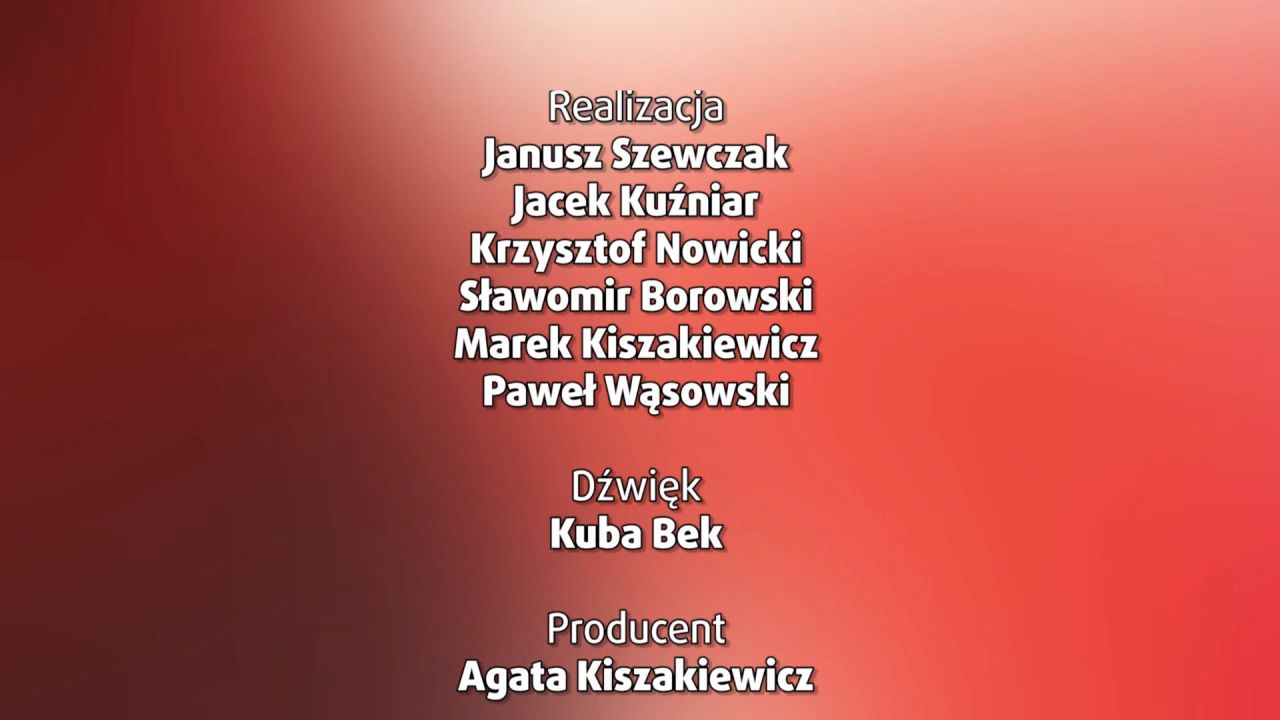 Realizacja
Janusz Szewczak
Jacek Kuźniar
Krzysztof Nowicki
Sławomir Borowski
Marek Kiszakiewicz
Paweł Wąsowski
Dźwięk
Kuba Bek
Producent
Agata Kiszakiewicz